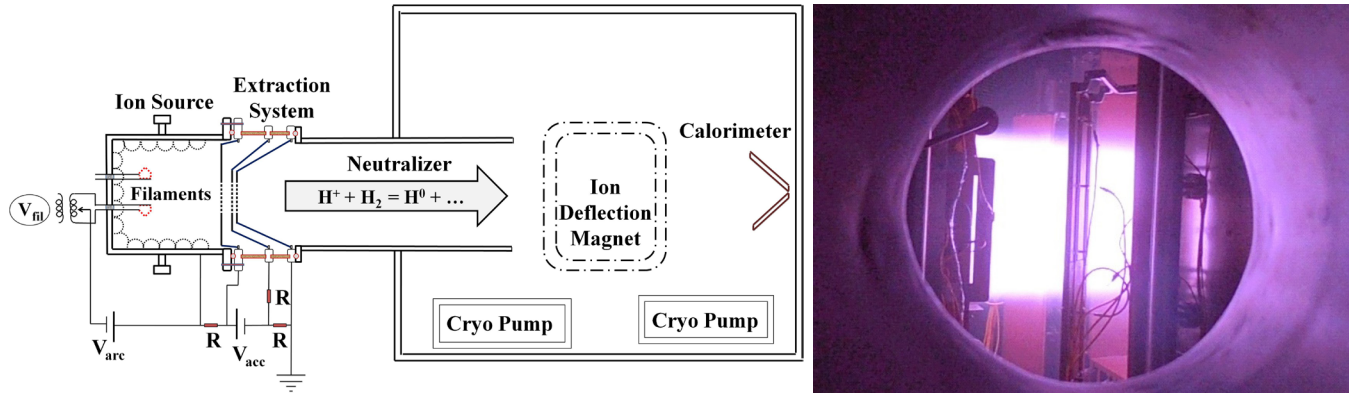 Ion Source
Extraction
System
Filaments
V_fil
Neutralizer
H⁺ + H₂ = H⁰ + ...
Ion
Deflection
Magnet
Calorimeter
R
R
R
V_arc
V_acc
Cryo Pump
Cryo Pump